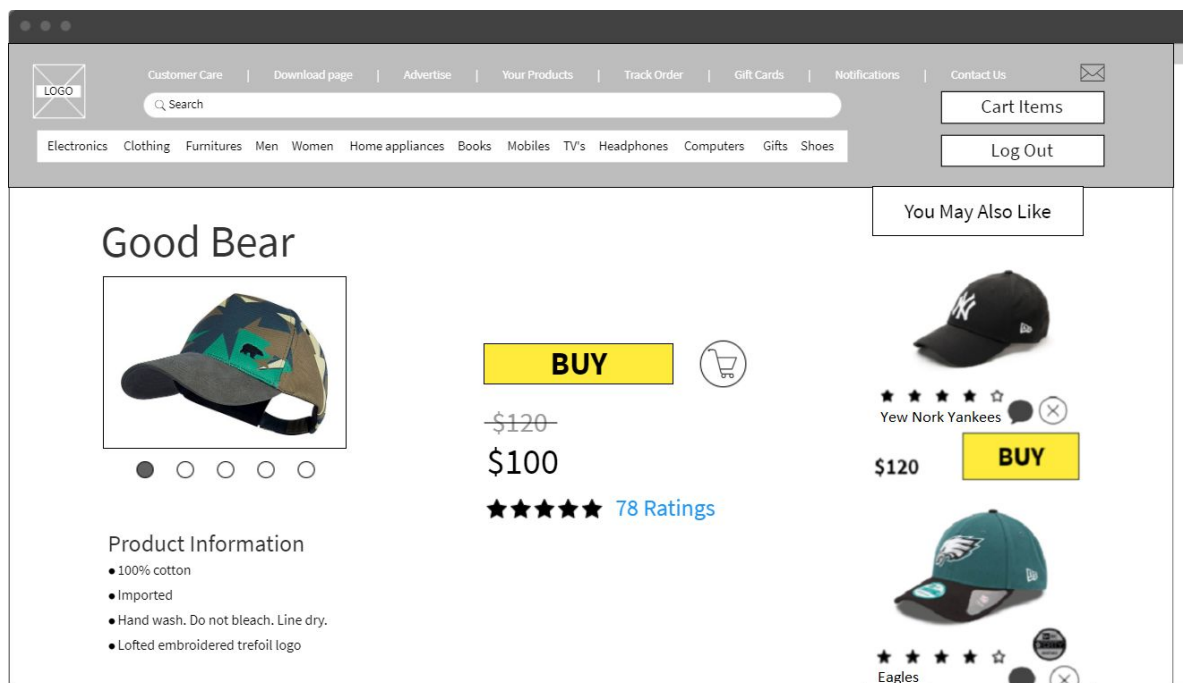 LOGO
Customer Care | Download page | Advertise | Your Products | Track Order | Gift Cards | Notifications | Contact Us
Search
Cart Items
Electronics Clothing Furnitures Men Women Home appliances Books Mobiles TV's Headphones Computers Gifts Shoes
Log Out
You May Also Like
Good Bear
NY
BUY
$120
$100
78 Ratings
Yew Nork Yankees
$120
BUY
Product Information
● 100% cotton
● Imported
● Hand wash. Do not bleach. Line dry.
● Lofted embroidered trefoil logo
Eagles